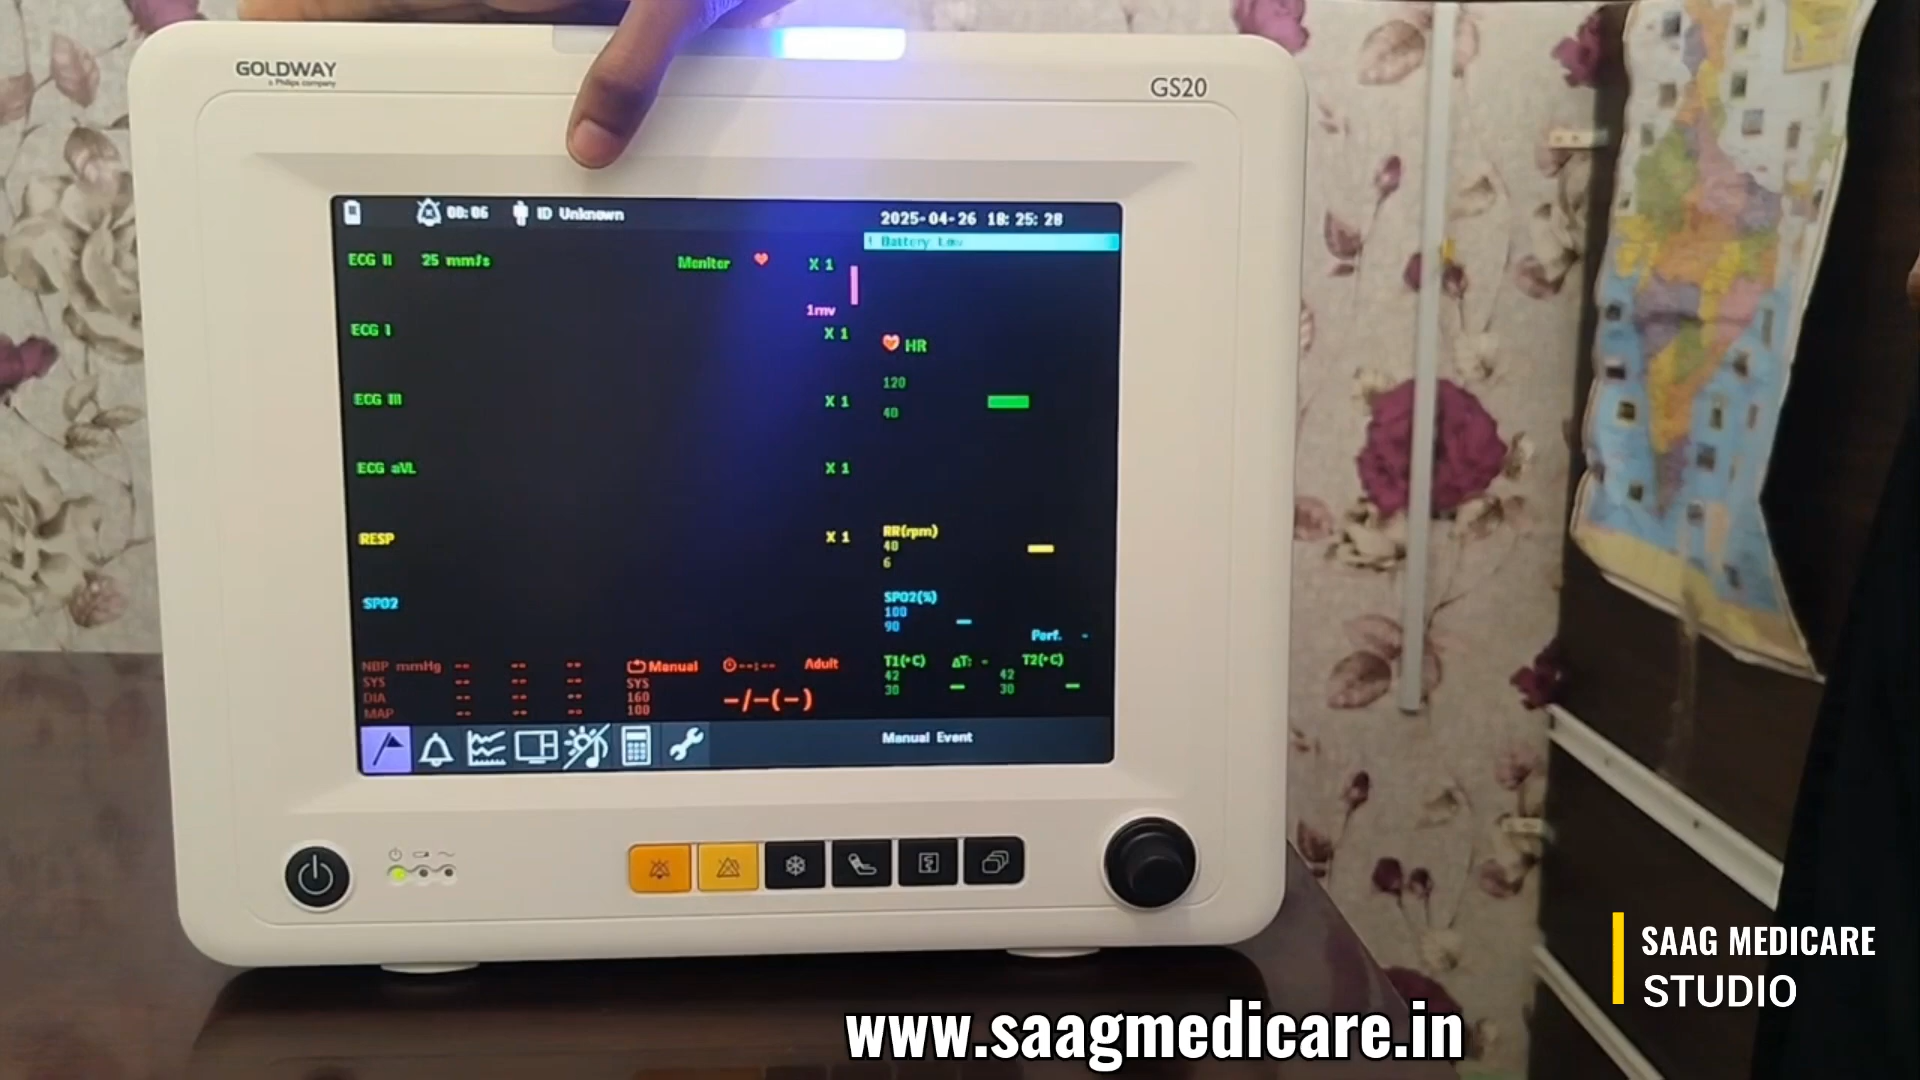 GOLDWAY
a Philips company
GS20
00:06
ID Unknown
2025-04-26 18:25:28
! Battery Low
ECG II 25 mm/s Monitor X 1
1mv
ECG I X 1
HR
120
40
ECG III X 1
ECG aVL X 1
RESP X 1
RR(rpm)
40
6
SPO2
SPO2(%)
100
90
Perf. -
NBP mmHg -- -- --
SYS -- -- --
DIA -- -- --
MAP -- -- --
Manual --:-- Adult
SYS
160
100
-/-(-)
T1(°C) ΔT: - T2(°C)
42 42
30 30
Manual Event
SAAG MEDICARE
STUDIO
www.saagmedicare.in